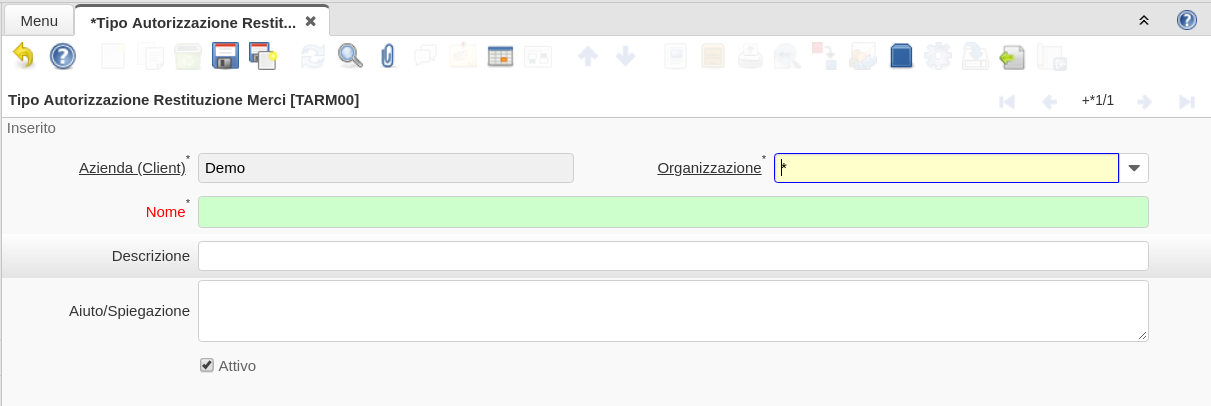 Menu
*Tipo Autorizzazione Restit...
Tipo Autorizzazione Restituzione Merci [TARM00]
+*1/1
Inserito
Azienda (Client)* Demo
Organizzazione* *
Nome*
Descrizione
Aiuto/Spiegazione
Attivo